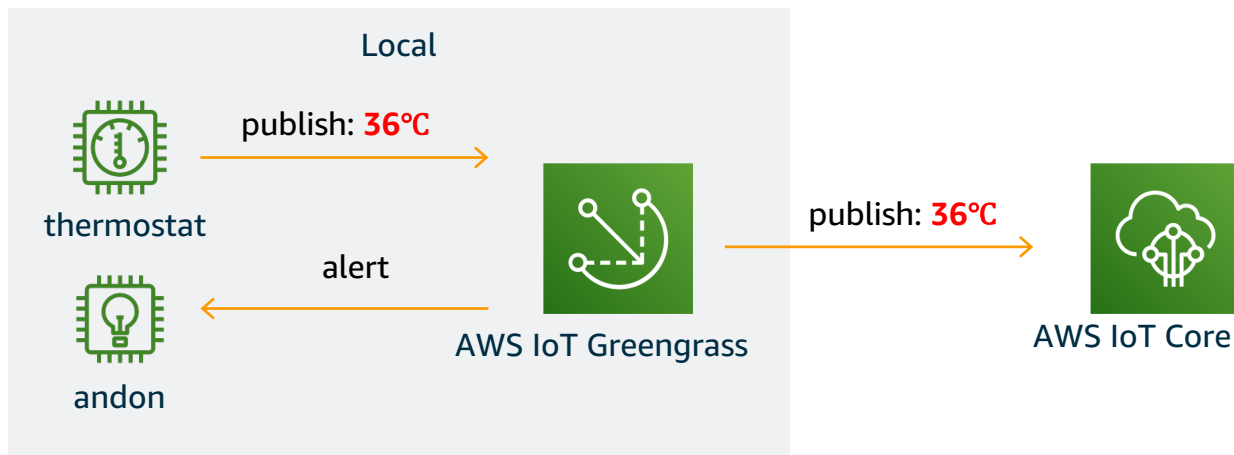 Local
publish: 36℃
thermostat
alert
andon
AWS IoT Greengrass
publish: 36℃
AWS IoT Core